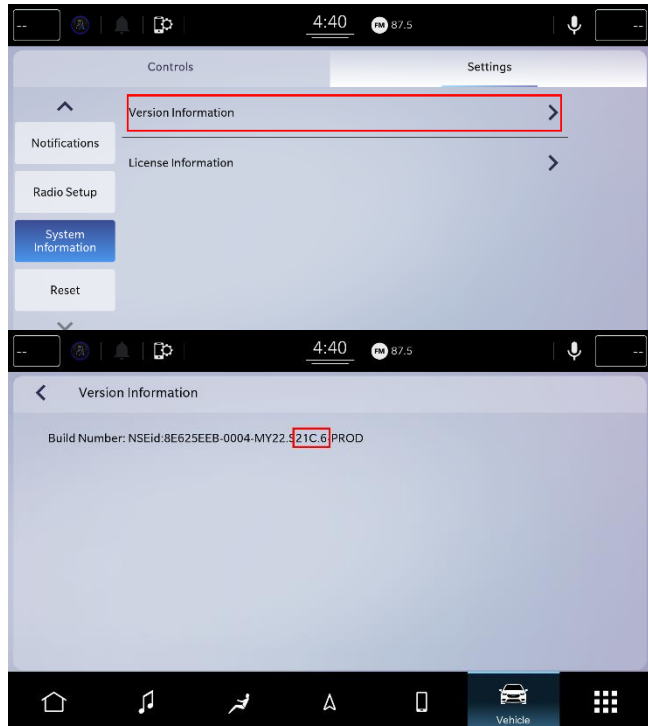 -- 4:40 FM 87.5 --
Controls Settings
Version Information
Notifications
License Information
Radio Setup
System
Information
Reset
-- 4:40 FM 87.5 --
Version Information
Build Number: NSEid:8E625EEB-0004-MY22.S21C.6-PROD
Vehicle